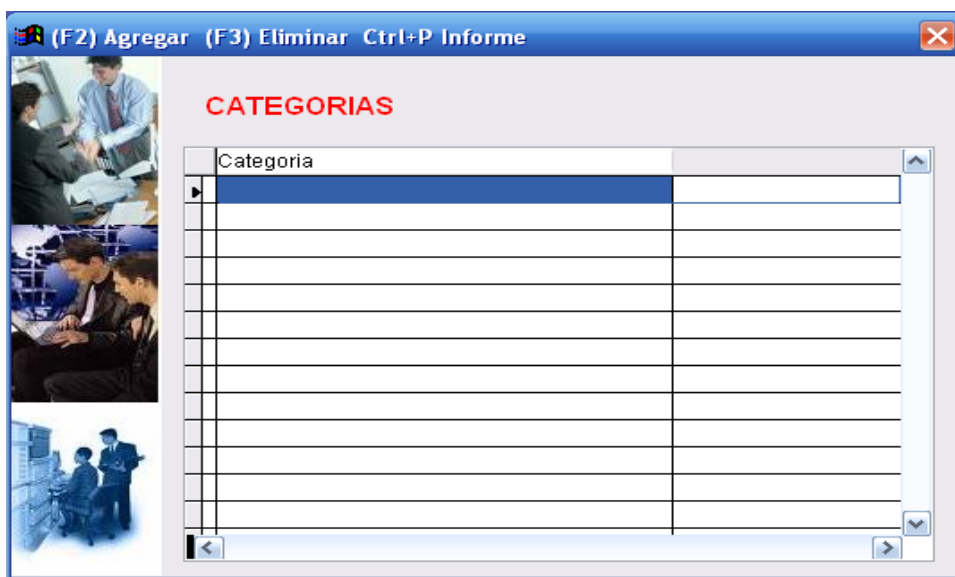 (F2) Agregar (F3) Eliminar Ctrl+P Informe
CATEGORIAS
Categoria